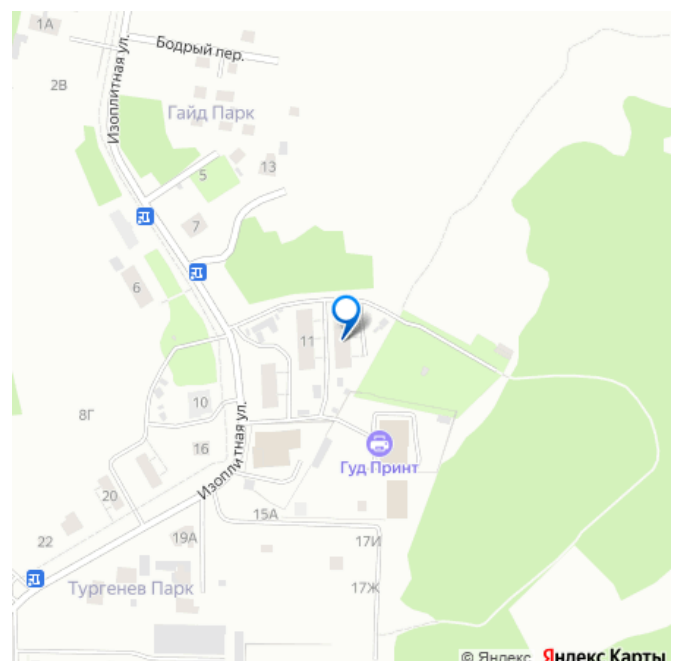 1А
Бодрый пер.
Изоплитная ул.
2В
Гайд Парк
13
5
7
6
11
10
8Г
Изоплитная ул.
16
Гуд Принт
20
15А
22
19А
17И
Тургенев Парк
17Ж
© Яндекс Яндекс Карты